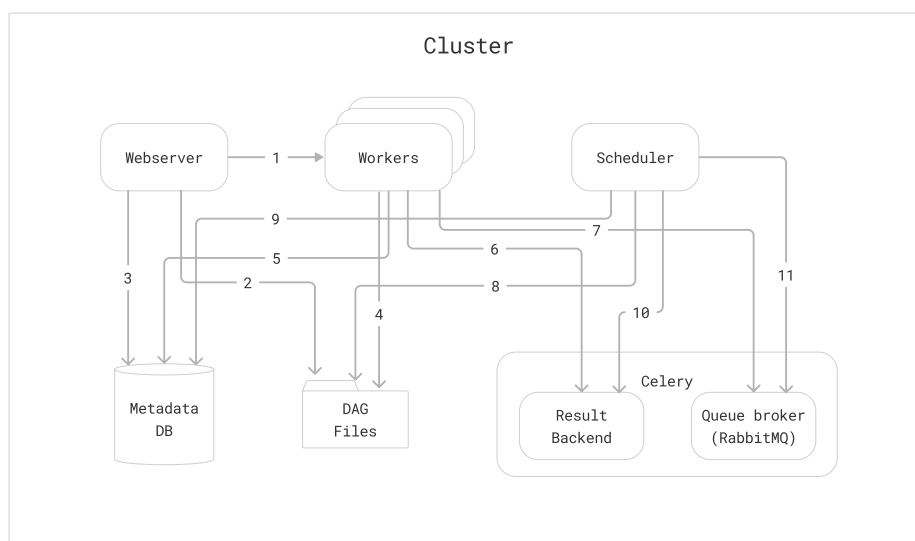 Cluster
Webserver
1
Workers
Scheduler
9
7
5
6
3
2
8
11
4
10
Celery
Metadata
DB
DAG
Files
Result
Backend
Queue broker
(RabbitMQ)